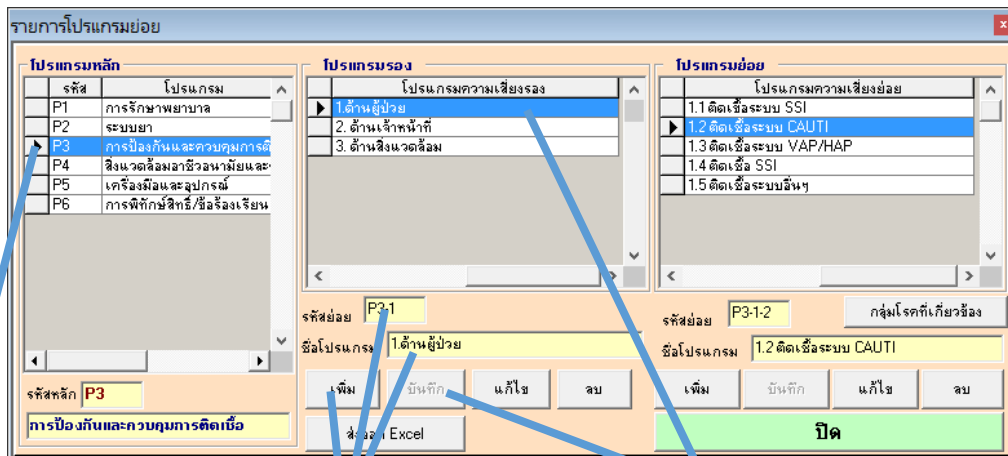 รายการโปรแกรมย่อย
x
โปรแกรมหลัก
รหัส โปรแกรม
P1 การรักษาพยาบาล
P2 ระบบยา
P3 การป้องกันและควบคุมการติ
P4 สิ่งแวดล้อมอาชีวอนามัยและ
P5 เครื่องมือและอุปกรณ์
P6 การพิทักษ์สิทธิ์/ข้อร้องเรียน
รหัสหลัก P3
การป้องกันและควบคุมการติดเชื้อ
โปรแกรมรอง
โปรแกรมความเสี่ยงรอง
1.ด้านผู้ป่วย
2. ด้านเจ้าหน้าที่
3. ด้านสิ่งแวดล้อม
รหัสย่อย P3-1
ชื่อโปรแกรม 1.ด้านผู้ป่วย
เพิ่ม บันทึก แก้ไข ลบ
ส่งออก Excel
โปรแกรมย่อย
โปรแกรมความเสี่ยงย่อย
1.1 ติดเชื้อระบบ SSI
1.2 ติดเชื้อระบบ CAUTI
1.3 ติดเชื้อระบบ VAP/HAP
1.4 ติดเชื้อ SSI
1.5 ติดเชื้อระบบอื่นๆ
รหัสย่อย P3-1-2 กลุ่มโรคที่เกี่ยวข้อง
ชื่อโปรแกรม 1.2 ติดเชื้อระบบ CAUTI
เพิ่ม บันทึก แก้ไข ลบ
ปิด